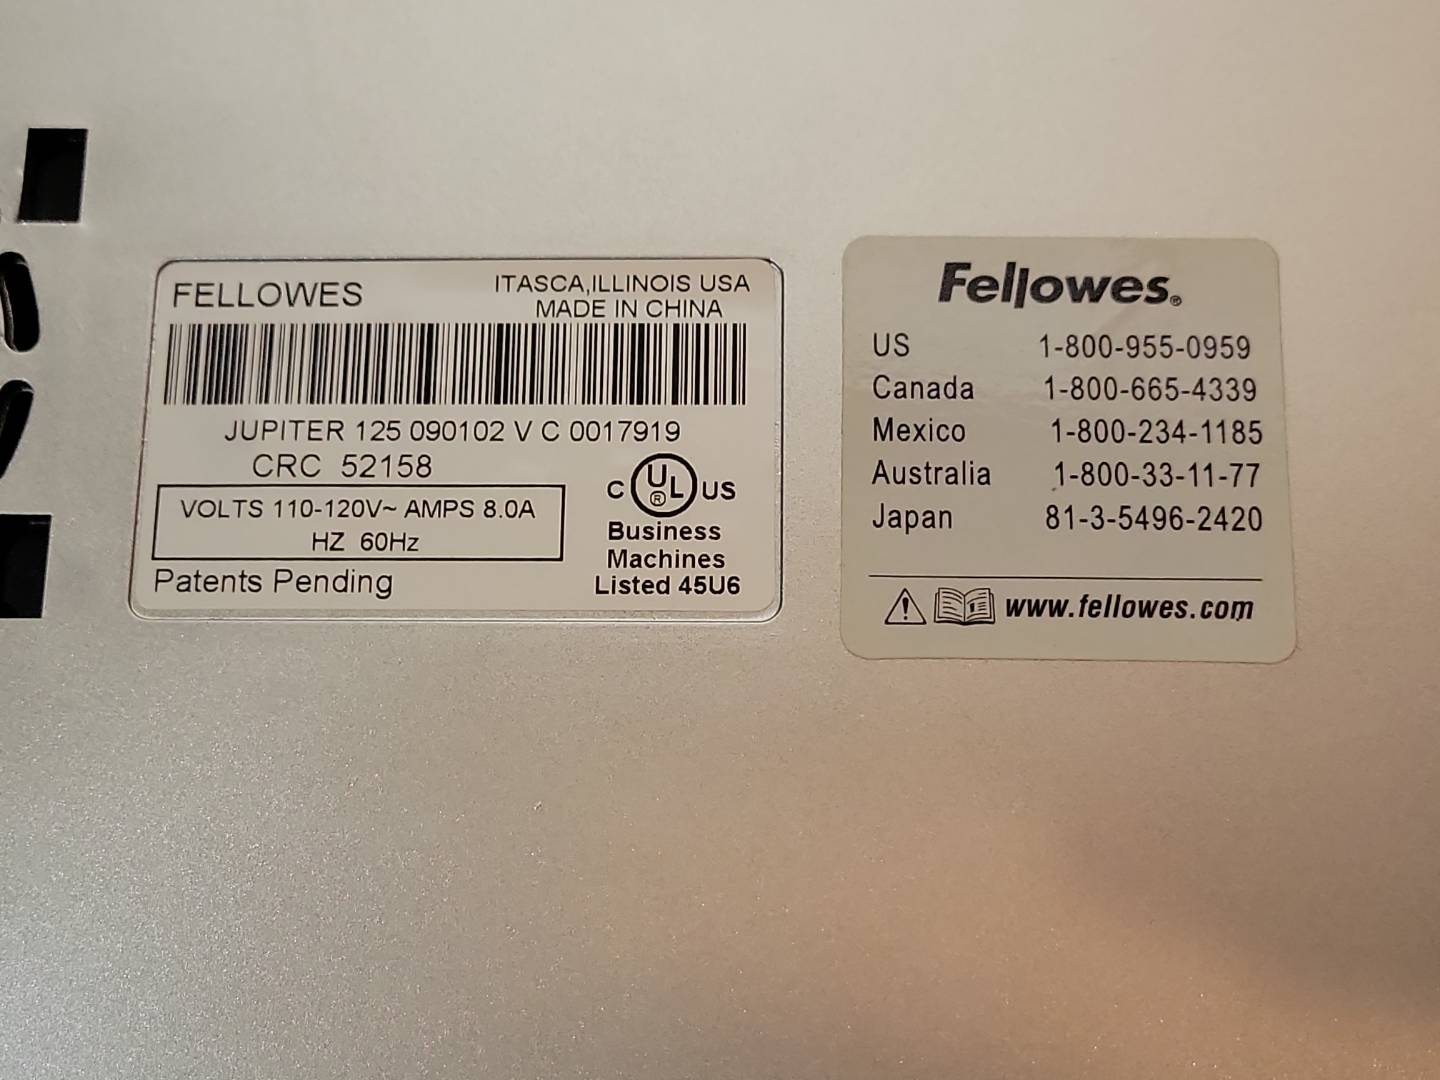 FELLOWES
ITASCA,ILLINOIS USA
MADE IN CHINA
JUPITER 125 090102 V C 0017919
CRC 52158
VOLTS 110-120V~ AMPS 8.0A
HZ 60Hz
Patents Pending
C UL® US
Business
Machines
Listed 45U6
Fellowes®
US 1-800-955-0959
Canada 1-800-665-4339
Mexico 1-800-234-1185
Australia 1-800-33-11-77
Japan 81-3-5496-2420
www.fellowes.com